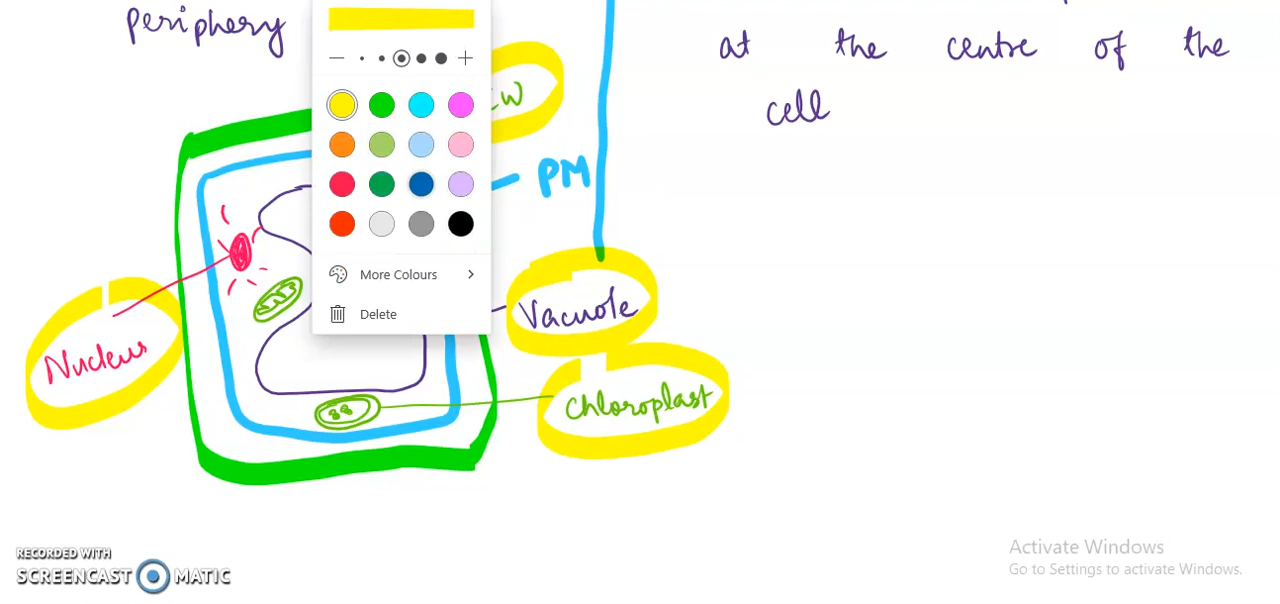 periphery
at the centre of the
cell
CW
PM
More Colours
Delete
Vacuole
Nucleus
Chloroplast
RECORDED WITH
SCREENCAST MATIC
Activate Windows
Go to Settings to activate Windows.